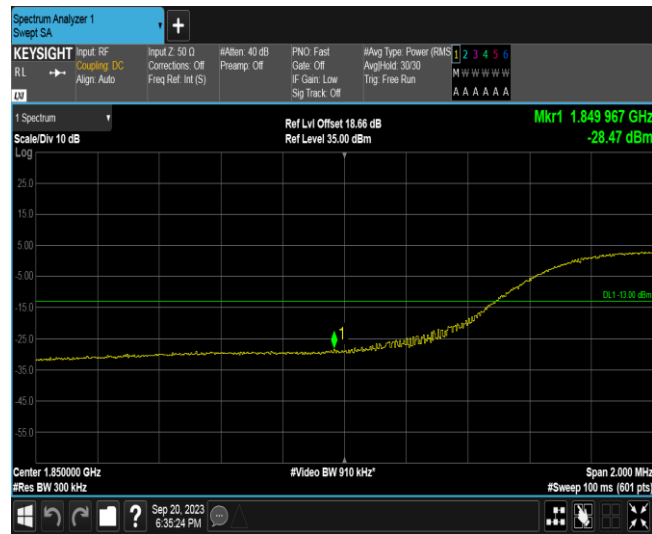 Spectrum Analyzer 1
Swept SA
+
KEYSIGHT
RL
LXI
Input: RF
Coupling: DC
Align: Auto
Input Z: 50 Ω
Corrections: Off
Freq Ref: Int (S)
#Atten: 40 dB
Preamp: Off
PNO: Fast
Gate: Off
IF Gain: Low
Sig Track: Off
#Avg Type: Power (RMS
Avg|Hold: 30/30
Trig: Free Run
1 2 3 4 5 6
M W W W W W
A A A A A A
1 Spectrum
Scale/Div 10 dB
Log
Ref Lvl Offset 18.66 dB
Ref Level 35.00 dBm
Mkr1 1.849 967 GHz
-28.47 dBm
25.0
15.0
5.00
-5.00
DL1 -13.00 dBm
-15.0
1
-25.0
-35.0
-45.0
-55.0
Center 1.850000 GHz
#Res BW 300 kHz
#Video BW 910 kHz*
Span 2.000 MHz
#Sweep 100 ms (601 pts)
?
Sep 20, 2023
6:35:24 PM